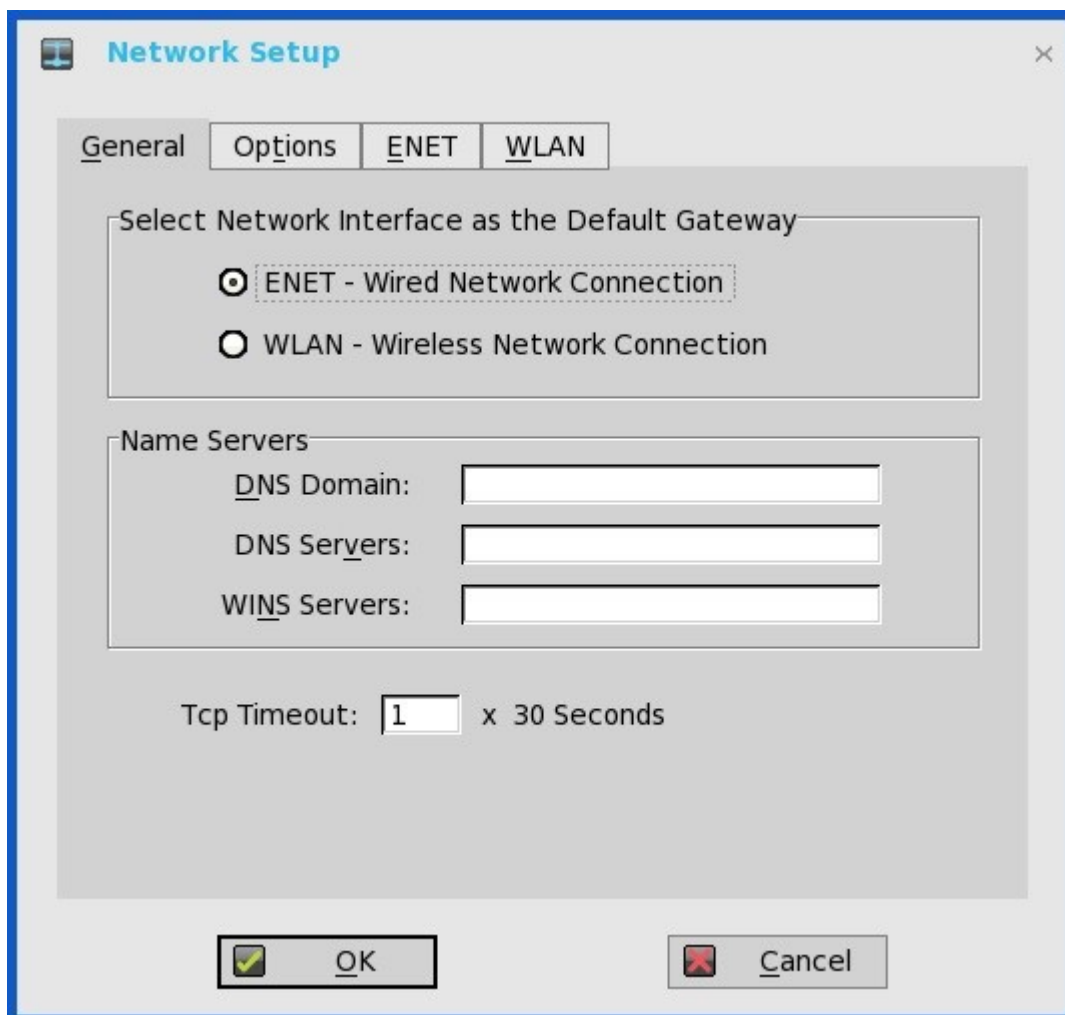 Network Setup
General Options ENET WLAN
Select Network Interface as the Default Gateway
ENET - Wired Network Connection
WLAN - Wireless Network Connection
Name Servers
DNS Domain:
DNS Servers:
WINS Servers:
Tcp Timeout: 1 x 30 Seconds
OK Cancel